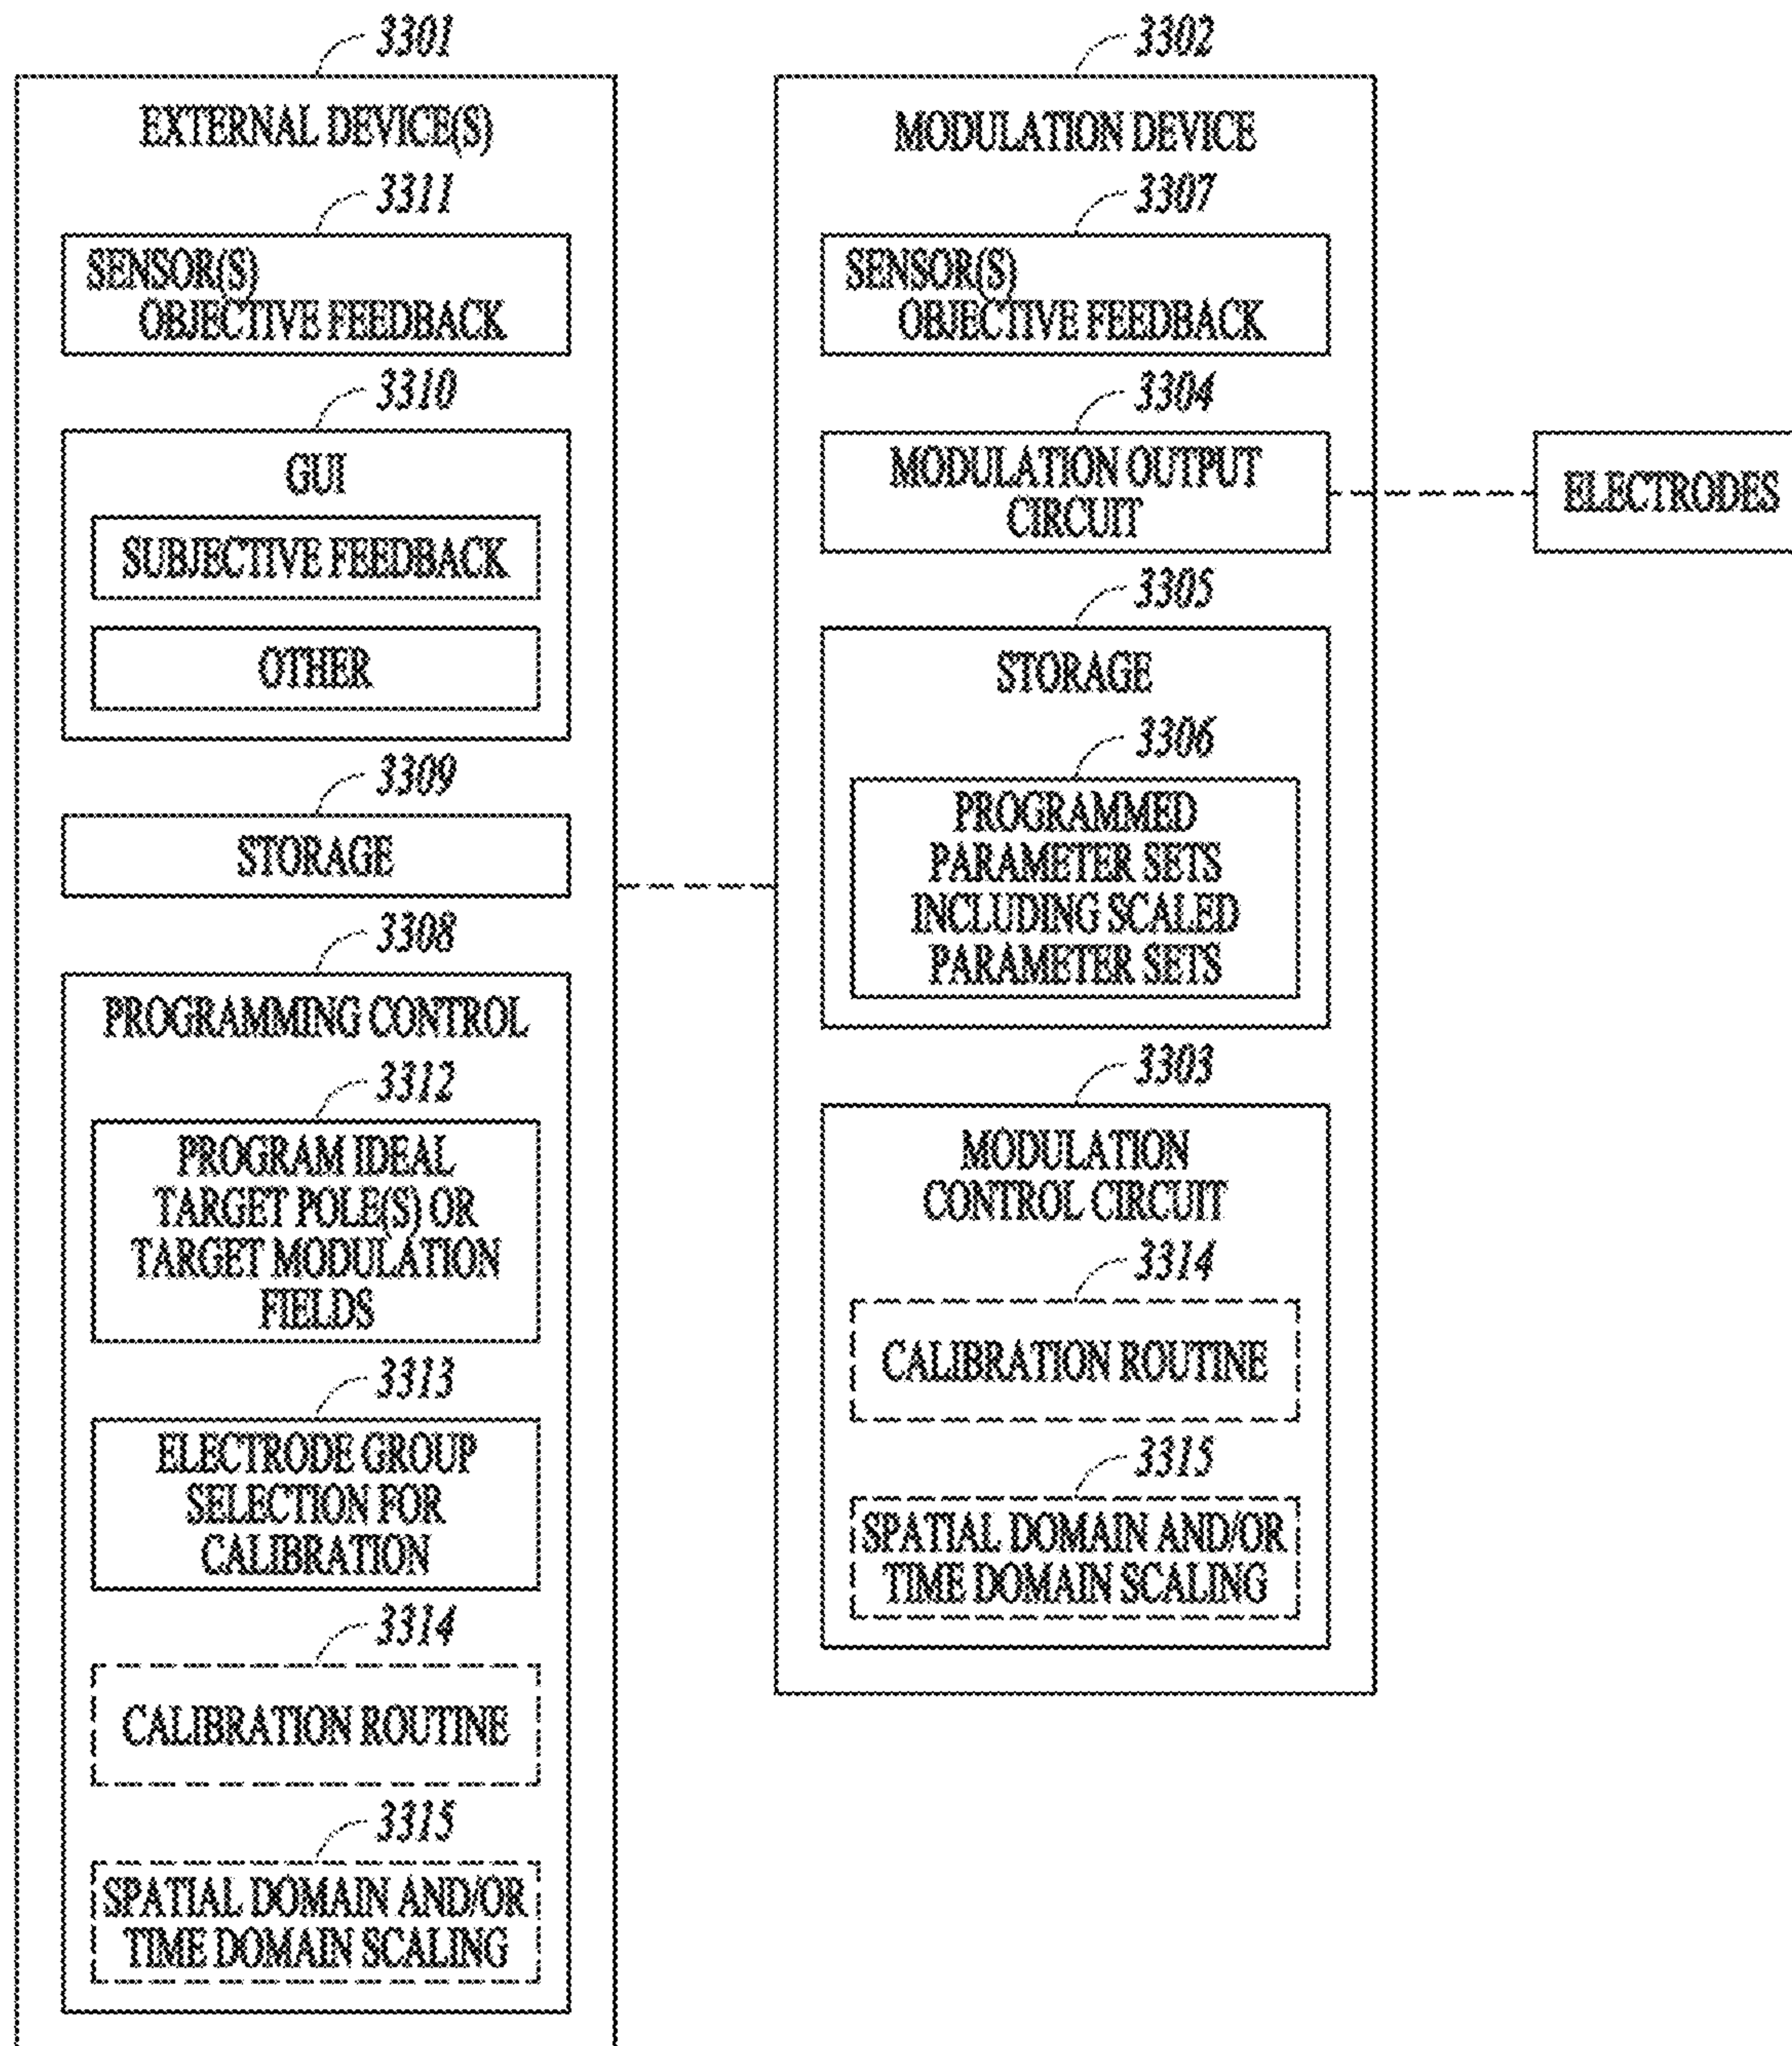 3301
EXTERNAL DEVICE(S)
3311
SENSOR(S)
OBJECTIVE FEEDBACK
3310
GUI
SUBJECTIVE FEEDBACK
OTHER
3309
STORAGE
3308
PROGRAMMING CONTROL
3312
PROGRAM IDEAL
TARGET POLE(S) OR
TARGET MODULATION
FIELDS
3313
ELECTRODE GROUP
SELECTION FOR
CALIBRATION
3314
CALIBRATION ROUTINE
3315
SPATIAL DOMAIN AND/OR
TIME DOMAIN SCALING
3302
MODULATION DEVICE
3307
SENSOR(S)
OBJECTIVE FEEDBACK
3304
MODULATION OUTPUT
CIRCUIT
3305
STORAGE
3306
PROGRAMMED
PARAMETER SETS
INCLUDING SCALED
PARAMETER SETS
3303
MODULATION
CONTROL CIRCUIT
3314
CALIBRATION ROUTINE
3315
SPATIAL DOMAIN AND/OR
TIME DOMAIN SCALING
ELECTRODES